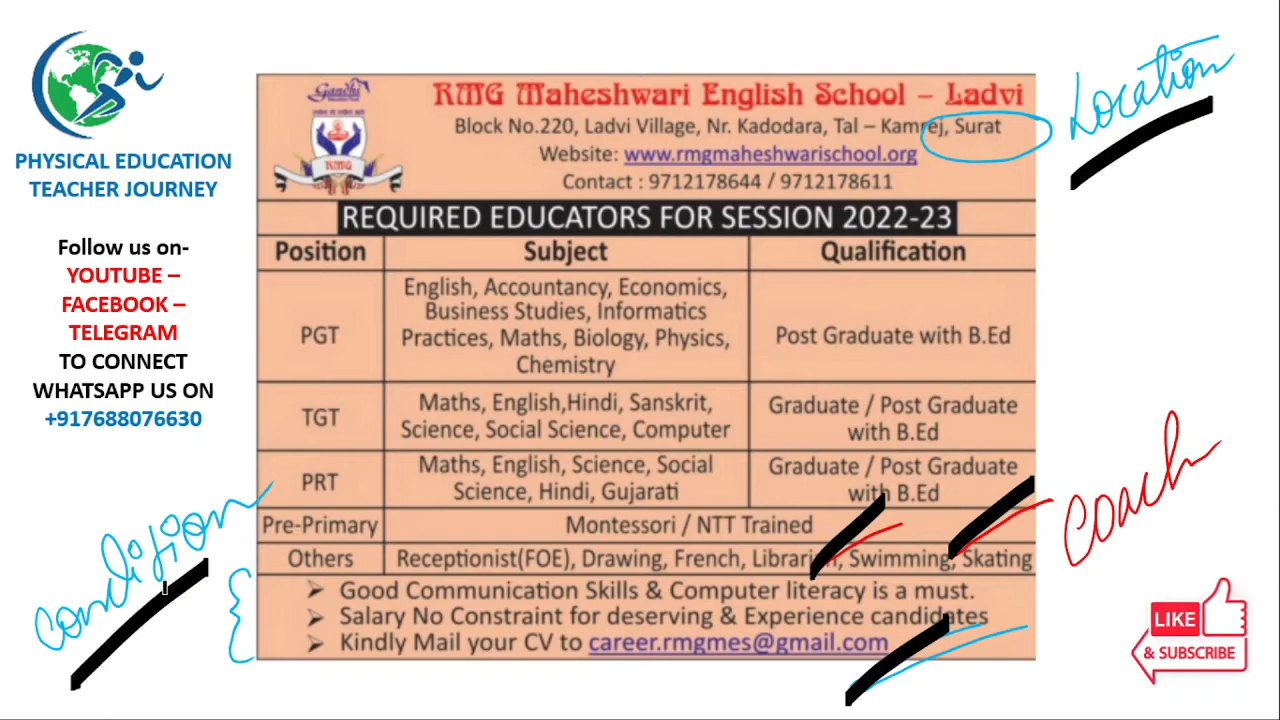 PHYSICAL EDUCATION
TEACHER JOURNEY
Follow us on-
YOUTUBE –
FACEBOOK –
TELEGRAM
TO CONNECT
WHATSAPP US ON
+917688076630
Gandhi
RMG
RMG Maheshwari English School – Ladvi
Block No.220, Ladvi Village, Nr. Kadodara, Tal – Kamrej, Surat
Website: www.rmgmaheshwarischool.org
Contact : 9712178644 / 9712178611
REQUIRED EDUCATORS FOR SESSION 2022-23
Position Subject Qualification
PGT
English, Accountancy, Economics,
Business Studies, Informatics
Practices, Maths, Biology, Physics,
Chemistry
Post Graduate with B.Ed
TGT
Maths, English,Hindi, Sanskrit,
Science, Social Science, Computer
Graduate / Post Graduate
with B.Ed
PRT
Maths, English, Science, Social
Science, Hindi, Gujarati
Graduate / Post Graduate
with B.Ed
Pre-Primary Montessori / NTT Trained
Others Receptionist(FOE), Drawing, French, Librarian, Swimming, Skating
Good Communication Skills & Computer literacy is a must.
Salary No Constraint for deserving & Experience candidates
Kindly Mail your CV to career.rmgmes@gmail.com
Location
Coach
Condition
LIKE
& SUBSCRIBE